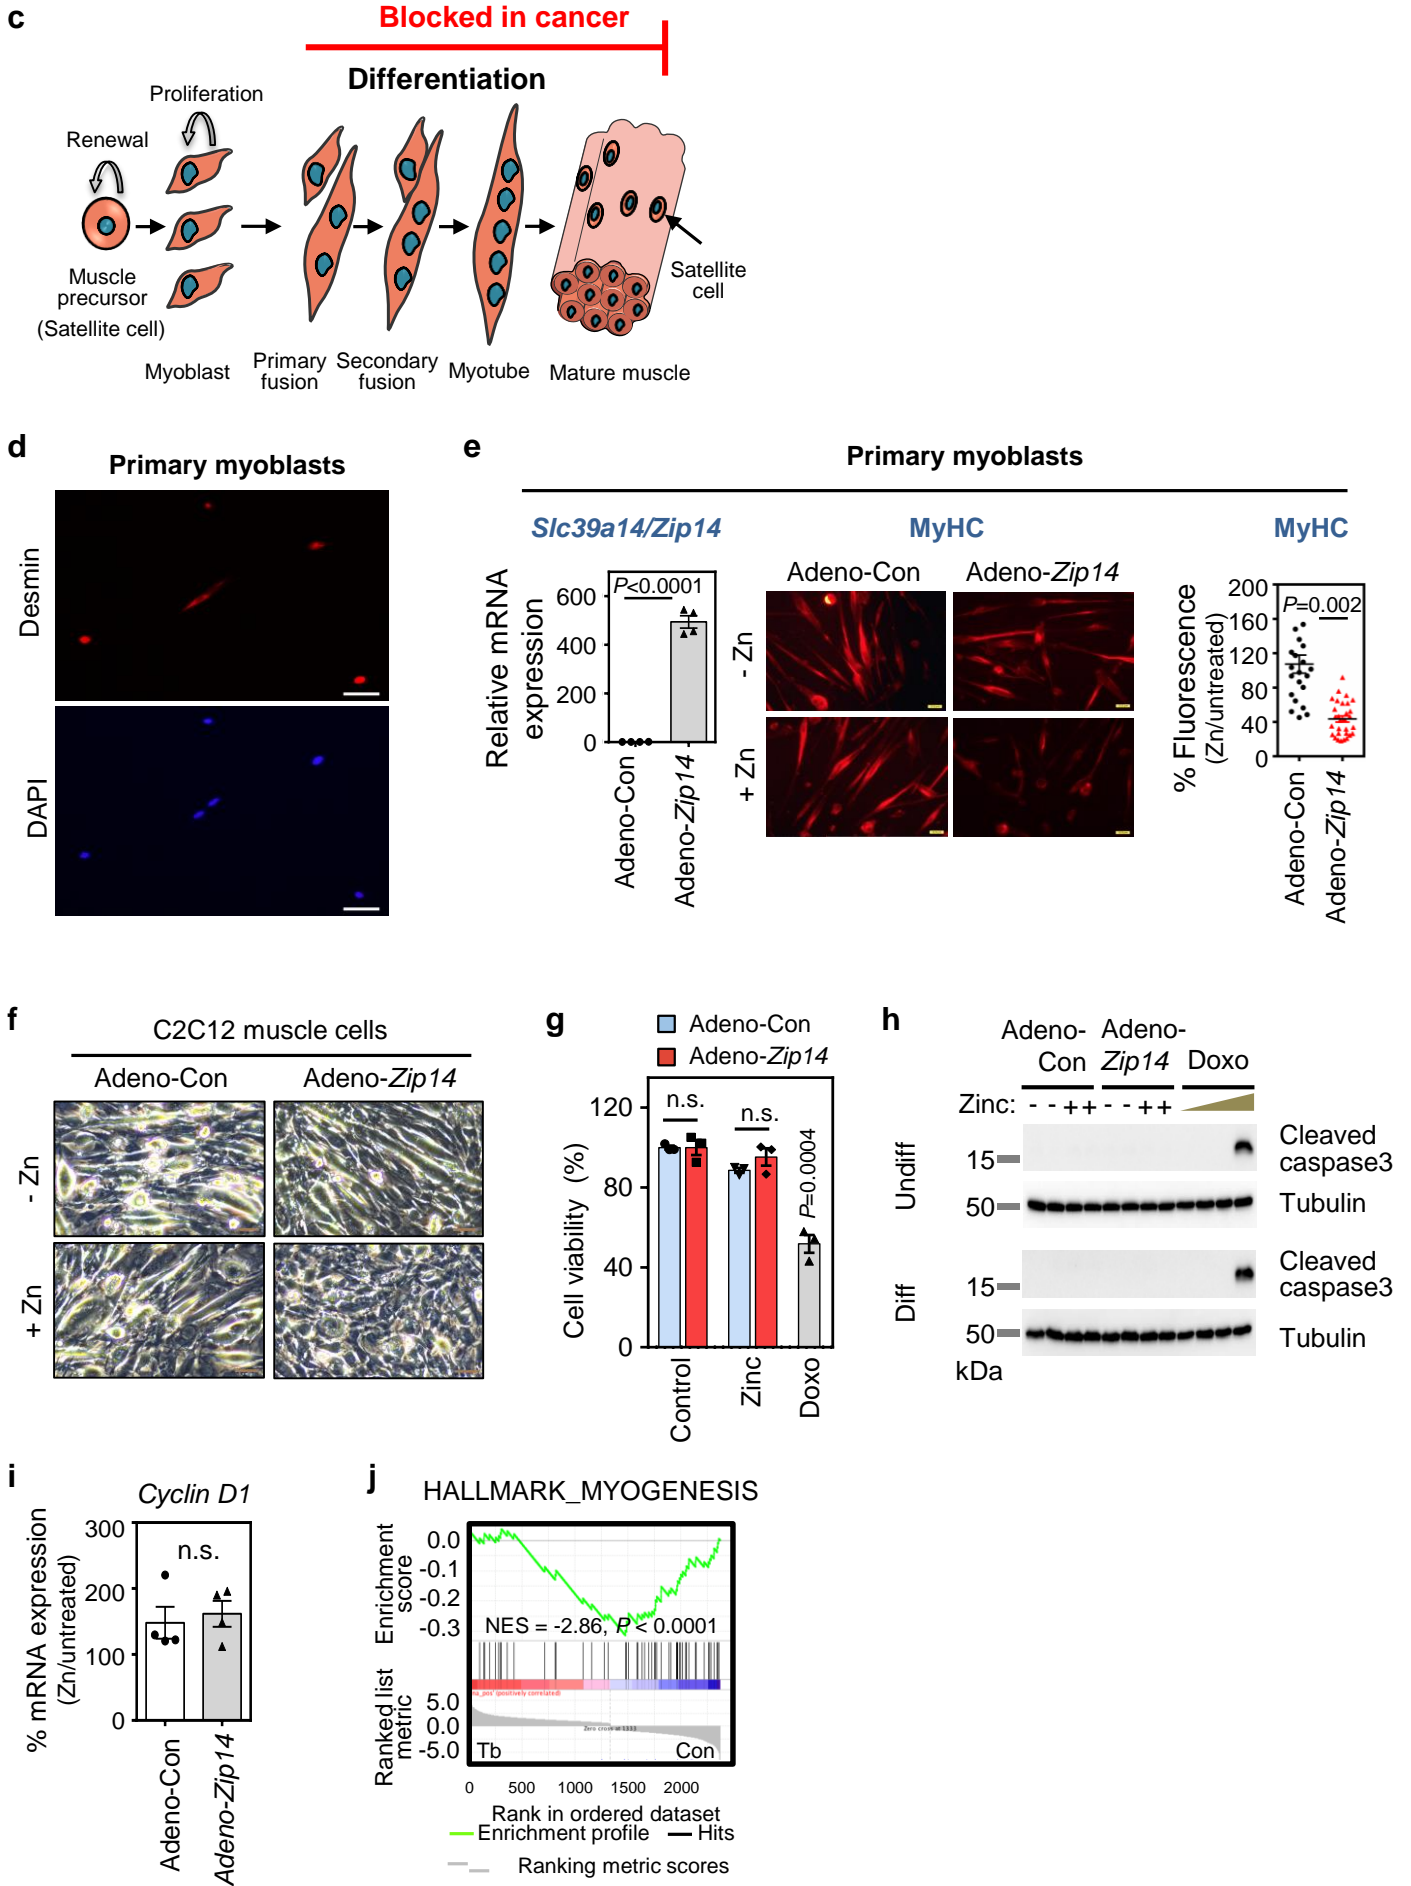 c
Blocked in cancer
Differentiation
Proliferation
Renewal
Muscle
precursor
(Satellite cell)
Myoblast
Primary
fusion
Secondary
fusion
Myotube
Mature muscle
Satellite
cell
d
Primary myoblasts
Desmin
DAPI
e
Primary myoblasts
Slc39a14/Zip14
Relative mRNA
expression
600
400
200
0
P<0.0001
Adeno-Con
Adeno-Zip14
MyHC
Adeno-Con
Adeno-Zip14
- Zn
+ Zn
MyHC
% Fluorescence
(Zn/untreated)
200
160
120
80
40
0
P=0.002
Adeno-Con
Adeno-Zip14
f
C2C12 muscle cells
Adeno-Con
Adeno-Zip14
- Zn
+ Zn
g
Adeno-Con
Adeno-Zip14
Cell viability (%)
120
80
40
0
n.s.
n.s.
P=0.0004
Control
Zinc
Doxo
h
Adeno-
Con
Adeno-
Zip14
Doxo
Zinc: - - + + - - + +
Undiff
15
Cleaved
caspase3
50
Tubulin
Diff
15
Cleaved
caspase3
50
Tubulin
kDa
i
Cyclin D1
% mRNA expression
(Zn/untreated)
300
200
100
0
n.s.
Adeno-Con
Adeno-Zip14
j
HALLMARK_MYOGENESIS
Enrichment
score
0.0
-0.1
-0.2
-0.3
NES = -2.86, P < 0.0001
(positively correlated)
Ranked list
metric
5.0
0.0
-5.0
Zero cross at 1333
Tb
Con
0 500 1000 1500 2000
Rank in ordered dataset
Enrichment profile
Hits
Ranking metric scores